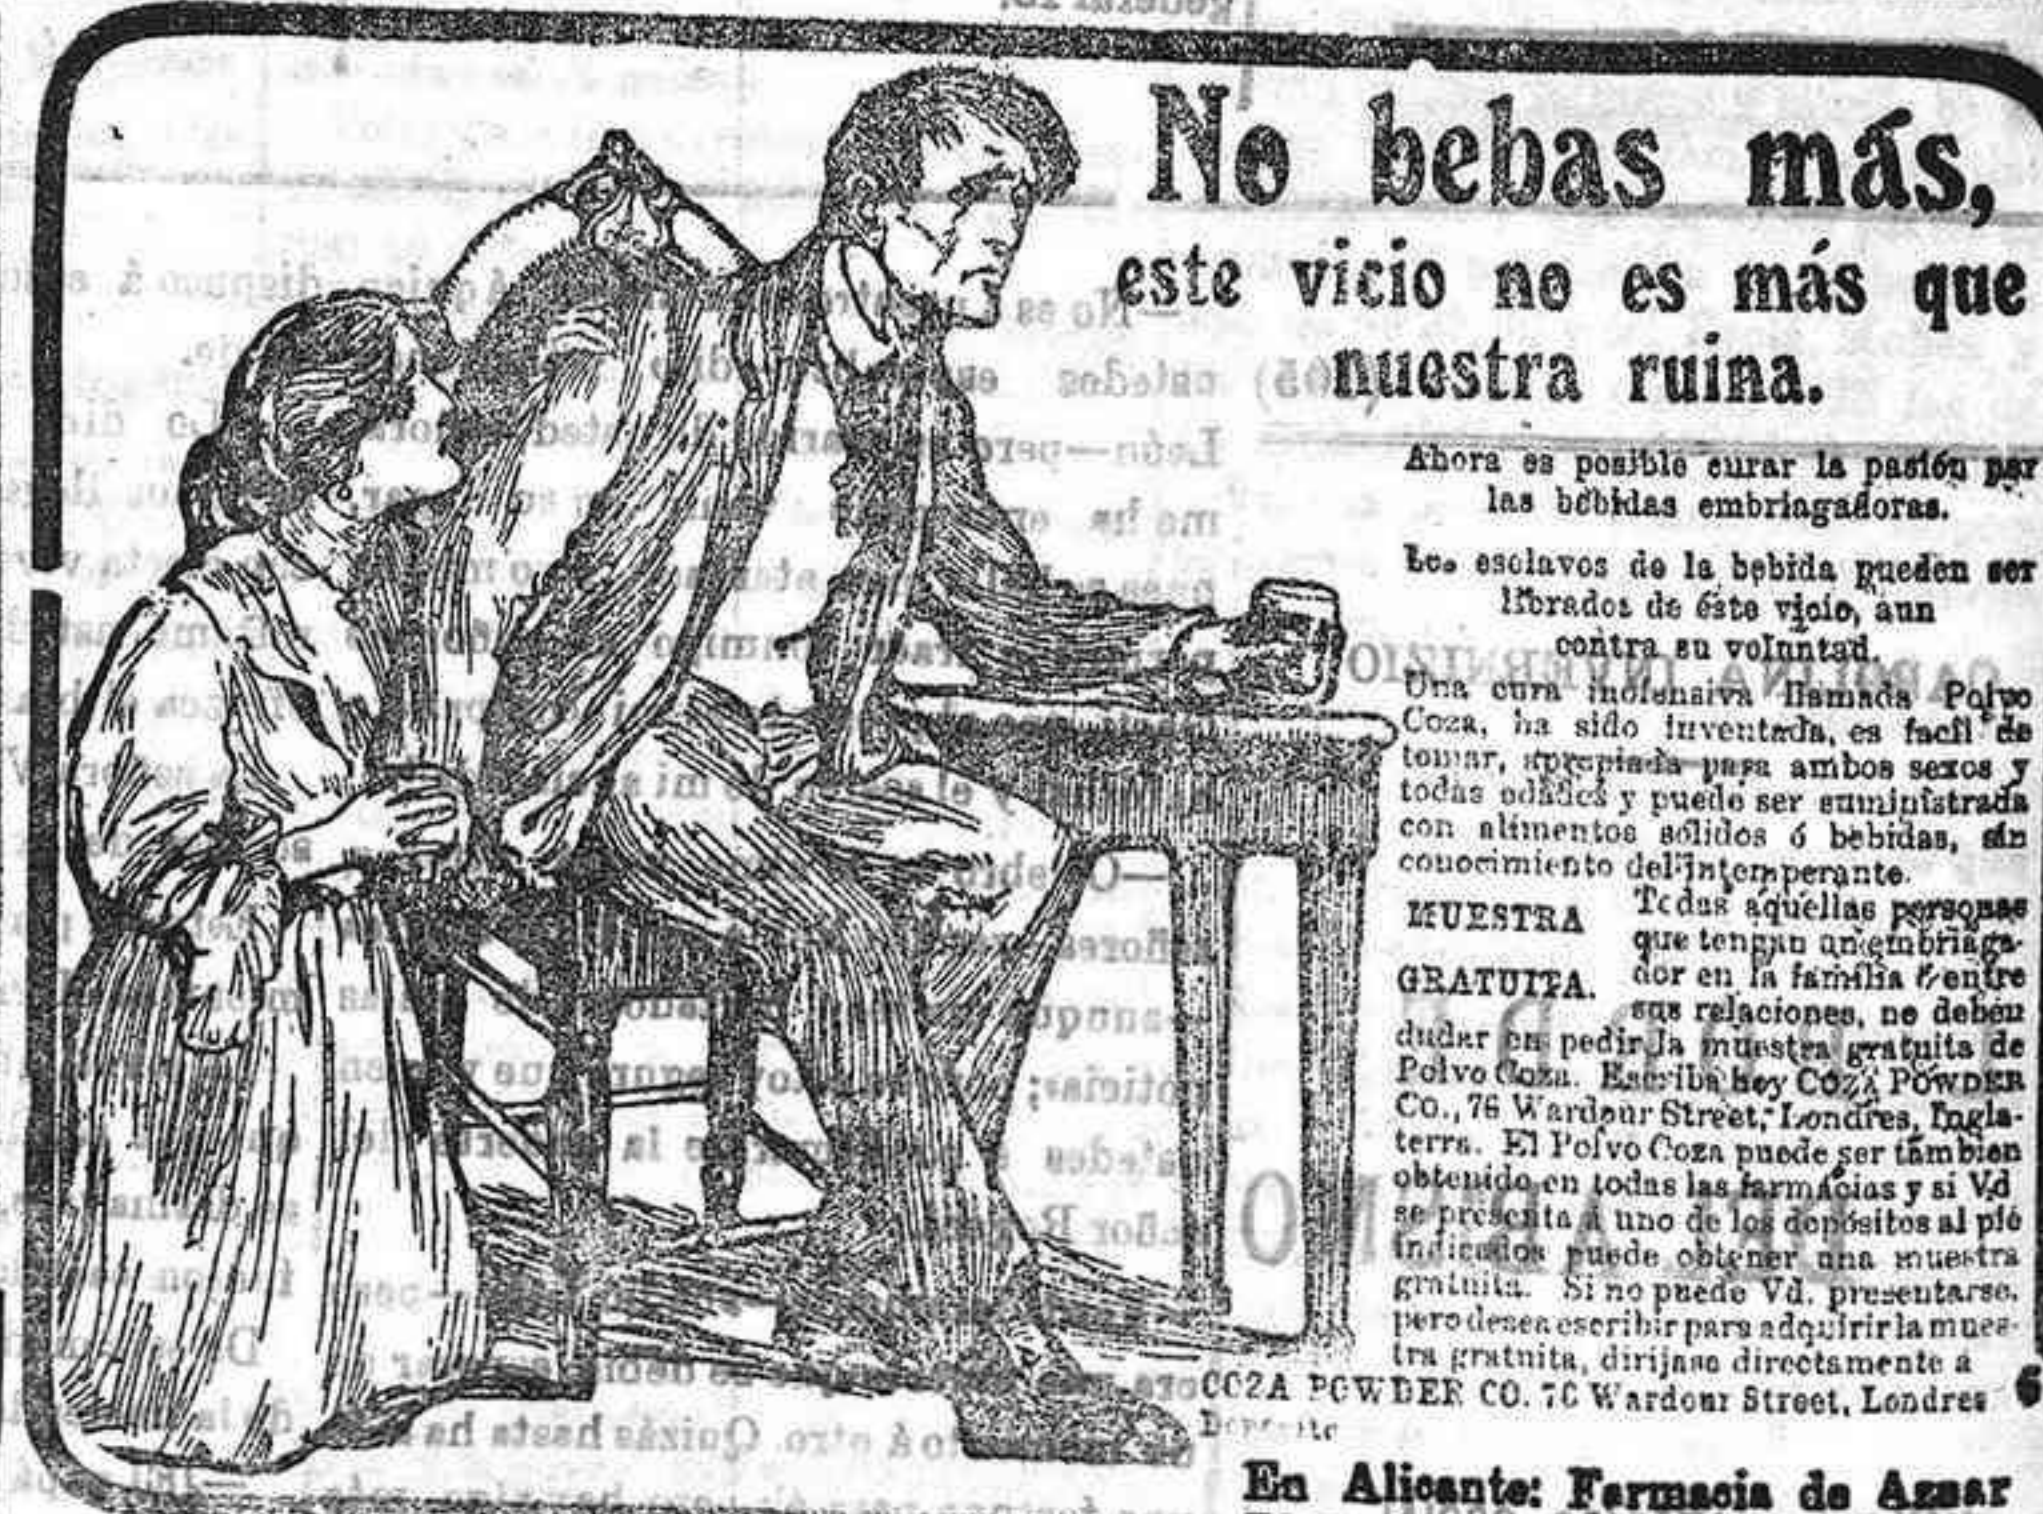 No bebas más,
este vicio no es más que
nuestra ruina.
Ahora es posible curar la pasión por
las bebidas embriagadoras.
Los esclavos de la bebida pueden ser
librados de éste vicio, aun
contra su voluntad.
Una cura inofensiva llamada Polvo
Coza, ha sido inventada, es facil de
tomar, apropiada para ambos sexos y
todas edades y puede ser suministrada
con alimentos sólidos ó bebidas, sin
conocimiento del intemperante.
MUESTRA
GRATUITA.
Todas aquellas personas
que tengan un embriaga-
dor en la familia ó entre
sus relaciones, no deben
dudar en pedir la muestra gratuita de
Polvo Coza. Escriba hoy COZA POWDER
Co., 76 Wardour Street, Londres, Ingla-
terra. El Polvo Coza puede ser tambien
obtenido en todas las farmacias y si Vd
se presenta á uno de los depósitos al pié
indicados puede obtener una muestra
gratuita. Si no puede Vd. presentarse,
pero desea escribir para adquirir la mues-
tra gratuita, dirijase directamente a
COZA POWDER CO. 76 Wardour Street, Londres 6
Deposito
En Alicante: Farmacia de Aznar